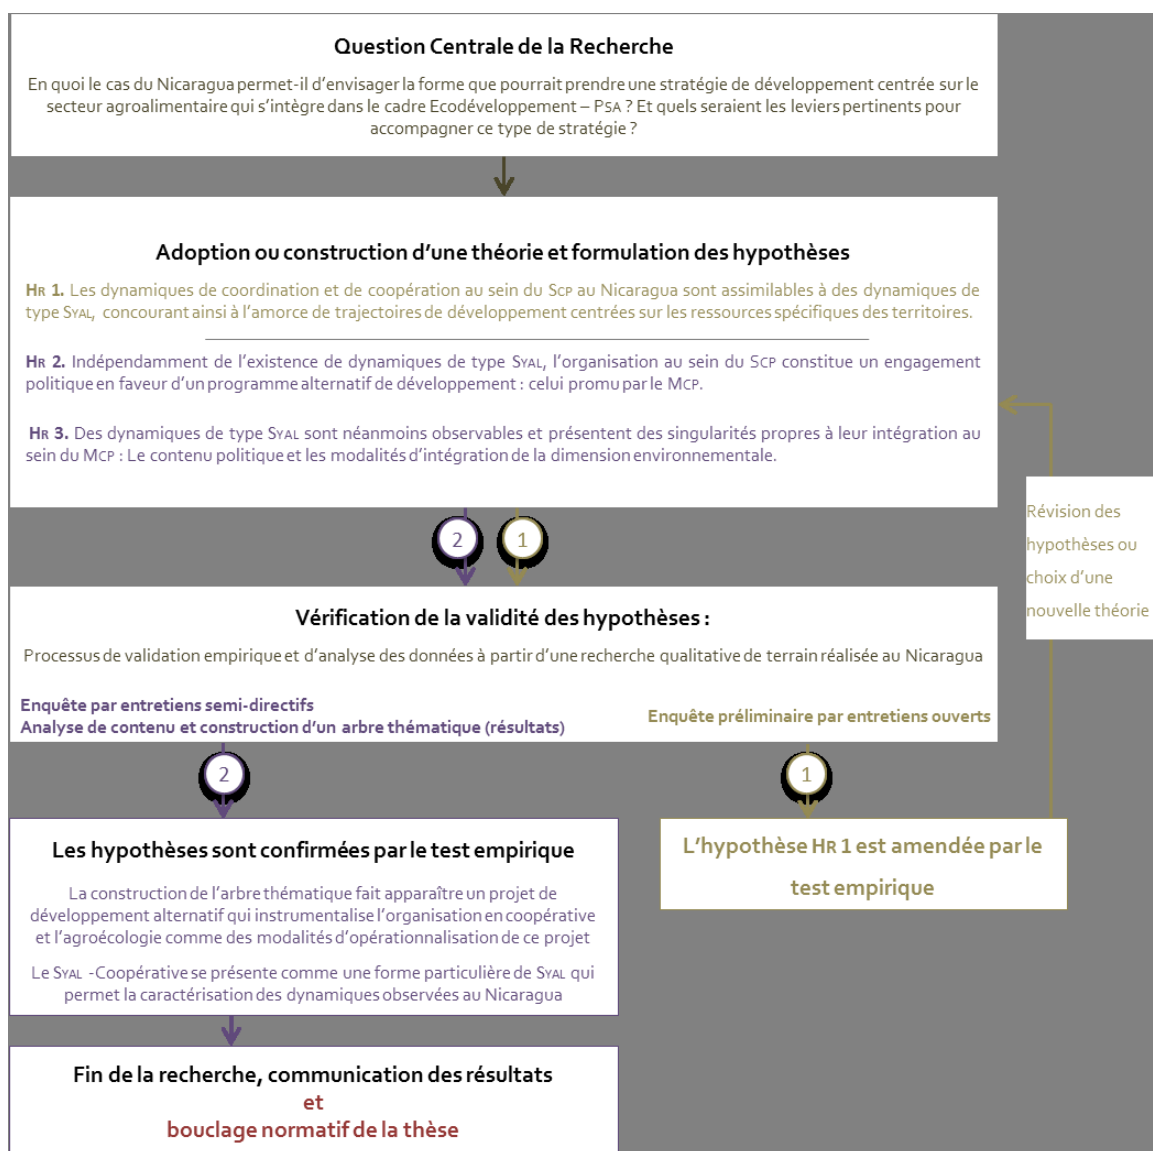 Question Centrale de la Recherche
En quoi le cas du Nicaragua permet-il d'envisager la forme que pourrait prendre une stratégie de développement centrée sur le
secteur agroalimentaire qui s'intègre dans le cadre Ecodéveloppement – PSA ? Et quels seraient les leviers pertinents pour
accompagner ce type de stratégie ?
Adoption ou construction d'une théorie et formulation des hypothèses
HR 1. Les dynamiques de coordination et de coopération au sein du SCP au Nicaragua sont assimilables à des dynamiques de
type SYAL, concourant ainsi à l'amorce de trajectoires de développement centrées sur les ressources spécifiques des territoires.
HR 2. Indépendamment de l'existence de dynamiques de type SYAL, l'organisation au sein du SCP constitue un engagement
politique en faveur d'un programme alternatif de développement : celui promu par le MCP.
HR 3. Des dynamiques de type SYAL sont néanmoins observables et présentent des singularités propres à leur intégration au
sein du MCP : Le contenu politique et les modalités d'intégration de la dimension environnementale.
Révision des
hypothèses ou
choix d'une
nouvelle théorie
2
1
Vérification de la validité des hypothèses :
Processus de validation empirique et d'analyse des données à partir d'une recherche qualitative de terrain réalisée au Nicaragua
Enquête par entretiens semi-directifs
Analyse de contenu et construction d'un arbre thématique (résultats)
Enquête préliminaire par entretiens ouverts
2
1
Les hypothèses sont confirmées par le test empirique
La construction de l'arbre thématique fait apparaître un projet de
développement alternatif qui instrumentalise l'organisation en coopérative
et l'agroécologie comme des modalités d'opérationnalisation de ce projet
Le SYAL -Coopérative se présente comme une forme particulière de SYAL qui
permet la caractérisation des dynamiques observées au Nicaragua
L'hypothèse HR 1 est amendée par le
test empirique
Fin de la recherche, communication des résultats
et
bouclage normatif de la thèse